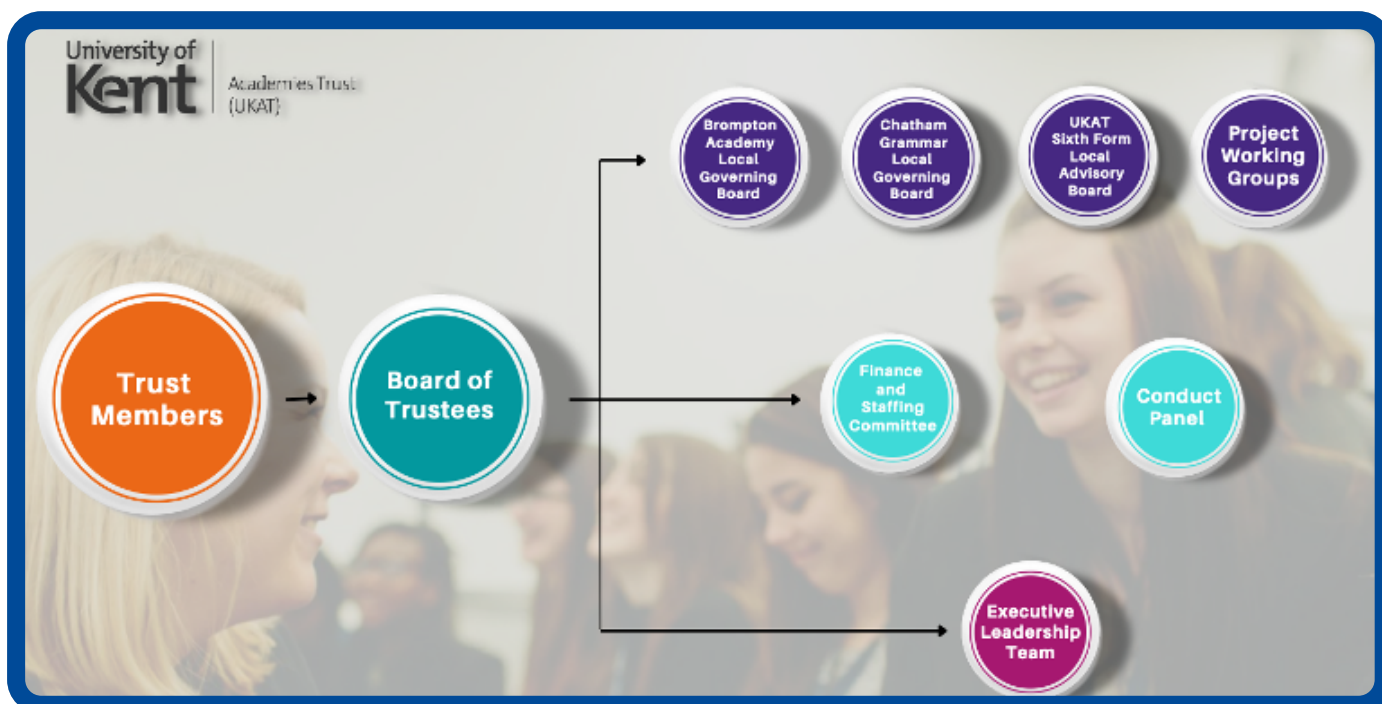 University of
Kent
Academies Trust
(UKAT)
Brompton
Academy
Local
Governing
Board
Chatham
Grammar
Local
Governing
Board
UKAT
Sixth Form
Local
Advisory
Board
Project
Working
Groups
Trust
Members
Board of
Trustees
Finance
and
Staffing
Committee
Conduct
Panel
Executive
Leadership
Team